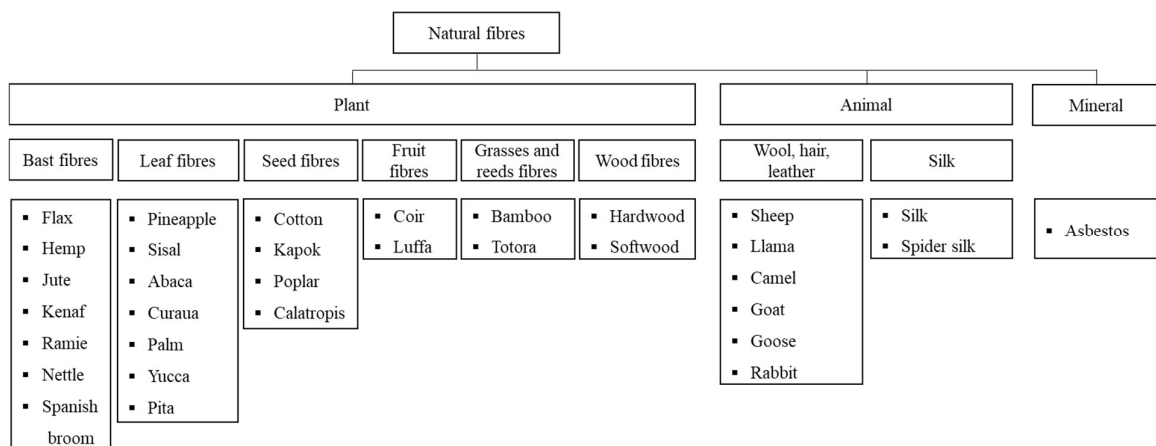 Natural fibres
Plant
Animal
Mineral
Bast fibres
Leaf fibres
Seed fibres
Fruit
fibres
Grasses and
reeds fibres
Wood fibres
Wool, hair,
leather
Silk
▪ Flax
▪ Hemp
▪ Jute
▪ Kenaf
▪ Ramie
▪ Nettle
▪ Spanish
broom
▪ Pineapple
▪ Sisal
▪ Abaca
▪ Curaua
▪ Palm
▪ Yucca
▪ Pita
▪ Cotton
▪ Kapok
▪ Poplar
▪ Calatropis
▪ Coir
▪ Luffa
▪ Bamboo
▪ Totora
▪ Hardwood
▪ Softwood
▪ Sheep
▪ Llama
▪ Camel
▪ Goat
▪ Goose
▪ Rabbit
▪ Silk
▪ Spider silk
▪ Asbestos